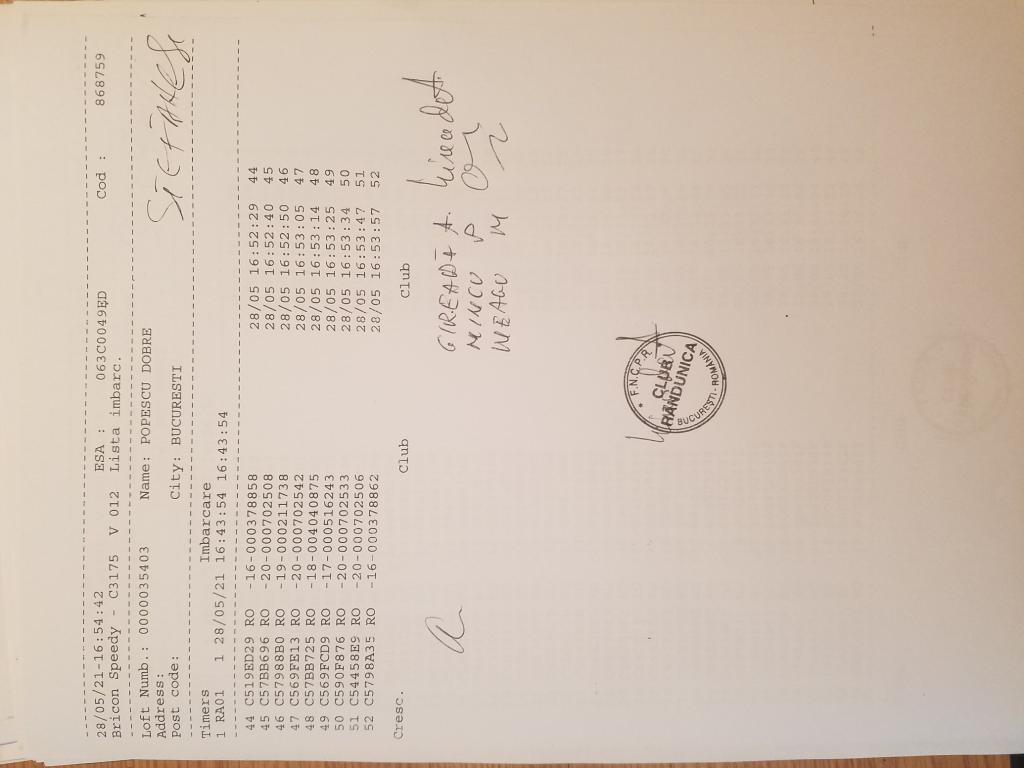 28/05/21-16:54:42 ESA : 063C0049ED Cod : 868759
Bricon Speedy - C3175 V 012 Lista imbarc.
Loft Numb.: 0000035403 Name: POPESCU DOBRE
Address:
Post code: City: BUCURESTI
Timers Imbarcare
1 RA01 1 28/05/21 16:43:54 16:43:54
44 C519ED29 RO -16-000378858 28/05 16:52:29 44
45 C57BB696 RO -20-000702508 28/05 16:52:40 45
46 C57988B0 RO -19-000211738 28/05 16:52:50 46
47 C569FE13 RO -20-000702542 28/05 16:53:05 47
48 C57BB725 RO -18-004040875 28/05 16:53:14 48
49 C569FCD9 RO -17-000516243 28/05 16:53:25 49
50 C590F876 RO -20-000702533 28/05 16:53:34 50
51 C54458E9 RO -20-000702506 28/05 16:53:47 51
52 C5798A35 RO -16-000378862 28/05 16:53:57 52
Cresc. Club Club
MINCU P
NEAGU M
F.N.C.P.R.
CLUB
RANDUNICA
BUCUREȘTI-ROMANIA